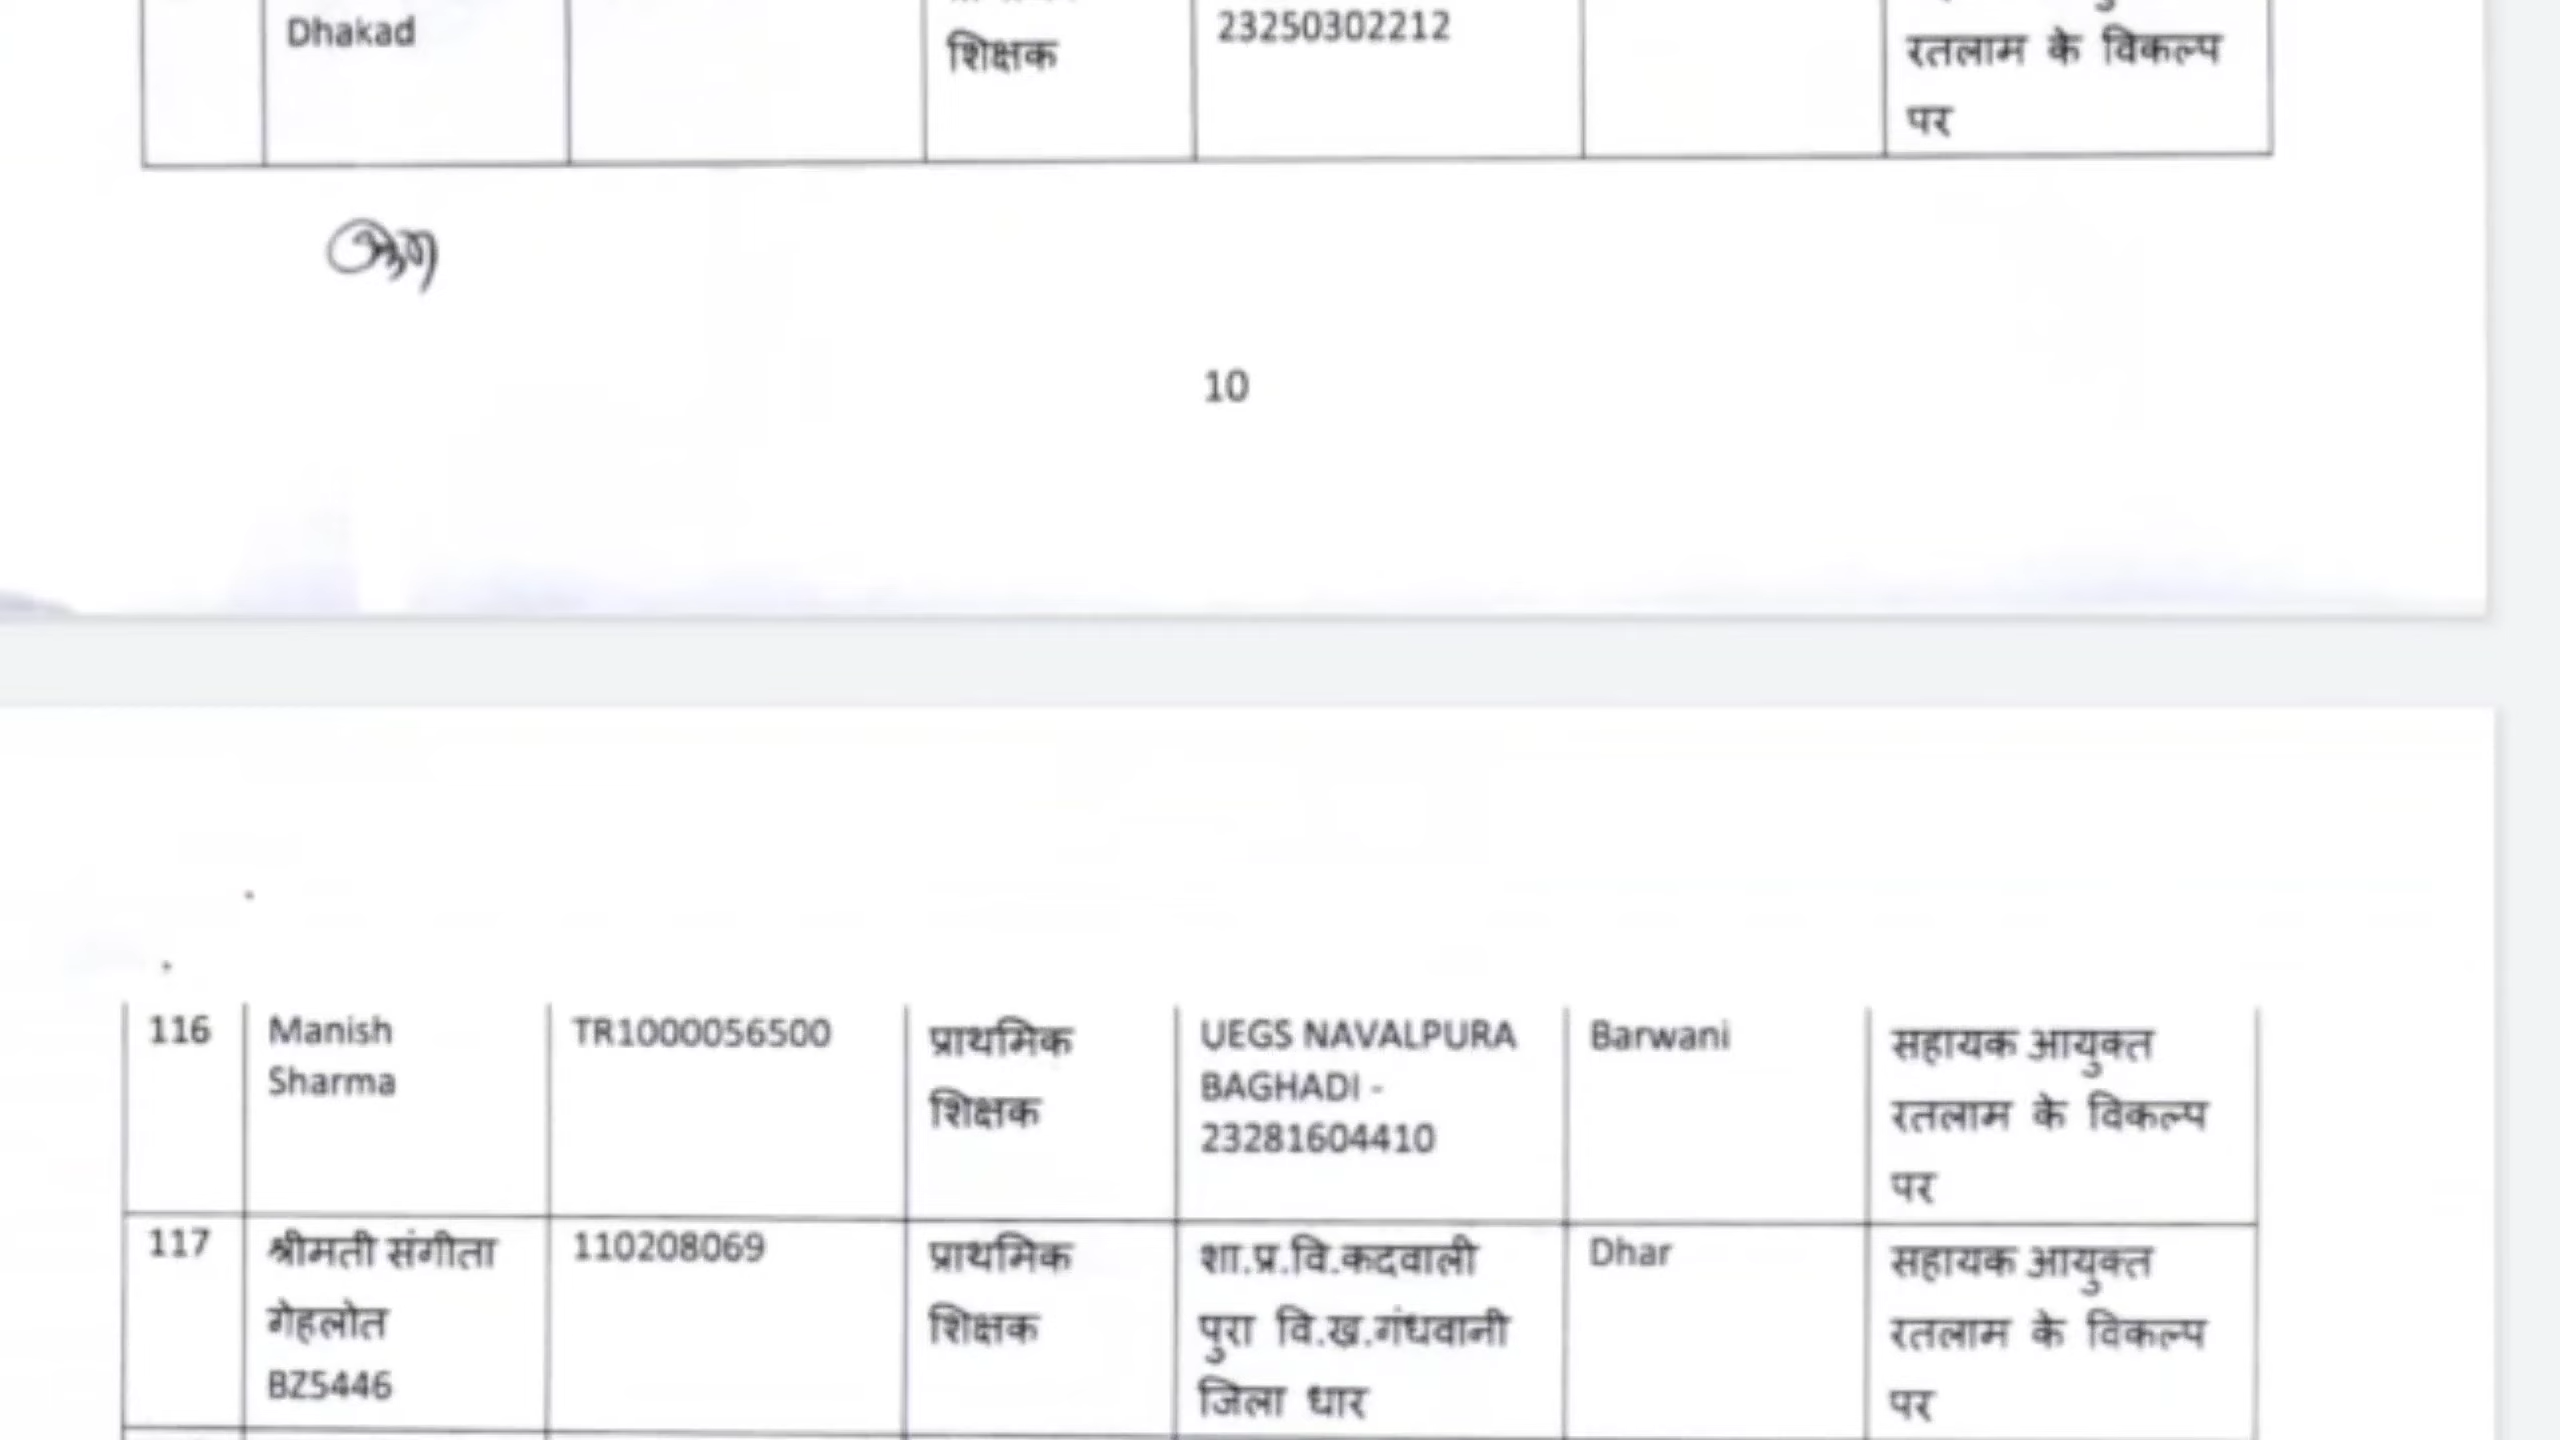 Dhakad
शिक्षक
23250302212
रतलाम के विकल्प
पर
10
116
Manish
Sharma
TR1000056500
प्राथमिक
शिक्षक
UEGS NAVALPURA
BAGHADI -
23281604410
Barwani
सहायक आयुक्त
रतलाम के विकल्प
पर
117
श्रीमती संगीता
गेहलोत
BZ5446
110208069
प्राथमिक
शिक्षक
शा.प्र.वि.कदवाली
पुरा वि.ख.गंधवानी
जिला धार
Dhar
सहायक आयुक्त
रतलाम के विकल्प
पर